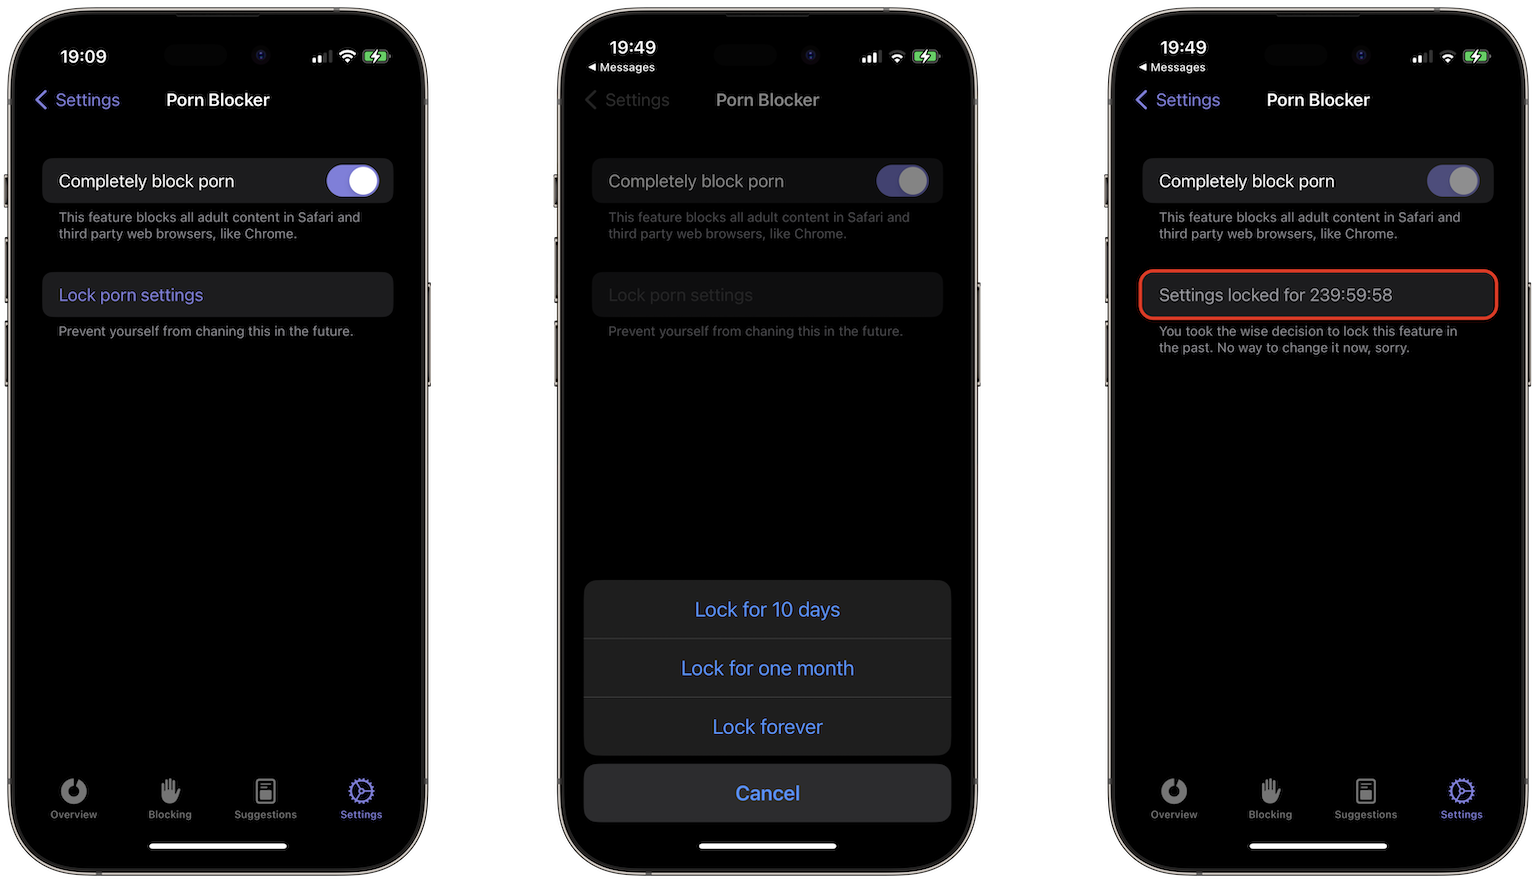 19:09
Settings
Porn Blocker
Completely block porn
This feature blocks all adult content in Safari and
third party web browsers, like Chrome.
Lock porn settings
Prevent yourself from chaning this in the future.
Overview
Blocking
Suggestions
Settings
19:49
Messages
Settings
Porn Blocker
Completely block porn
This feature blocks all adult content in Safari and
third party web browsers, like Chrome.
Lock porn settings
Prevent yourself from chaning this in the future.
Lock for 10 days
Lock for one month
Lock forever
Cancel
19:49
Messages
Settings
Porn Blocker
Completely block porn
This feature blocks all adult content in Safari and
third party web browsers, like Chrome.
Settings locked for 239:59:58
You took the wise decision to lock this feature in
the past. No way to change it now, sorry.
Overview
Blocking
Suggestions
Settings